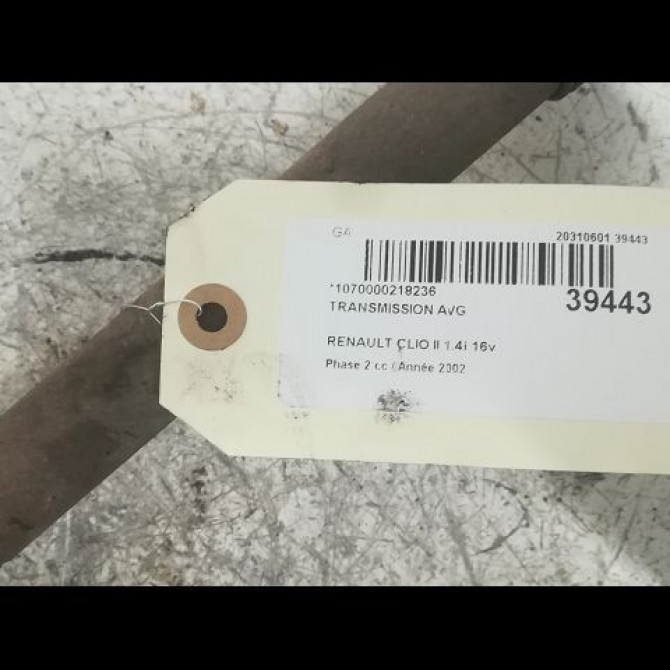 GA
20310601 39443
*1070000218236
39443
TRANSMISSION AVG
RENAULT CLIO II 1.4i 16v
Phase 2 cc / Année 2002